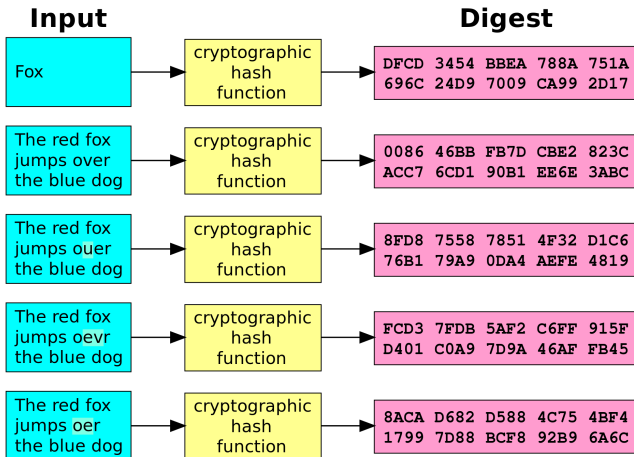 Input
Digest
Fox
cryptographic
hash
function
DFCD 3454 BBEA 788A 751A
696C 24D9 7009 CA99 2D17
The red fox
jumps over
the blue dog
cryptographic
hash
function
0086 46BB FB7D CBE2 823C
ACC7 6CD1 90B1 EE6E 3ABC
The red fox
jumps ouer
the blue dog
cryptographic
hash
function
8FD8 7558 7851 4F32 D1C6
76B1 79A9 0DA4 AEFE 4819
The red fox
jumps oevr
the blue dog
cryptographic
hash
function
FCD3 7FDB 5AF2 C6FF 915F
D401 C0A9 7D9A 46AF FB45
The red fox
jumps oer
the blue dog
cryptographic
hash
function
8ACA D682 D588 4C75 4BF4
1799 7D88 BCF8 92B9 6A6C